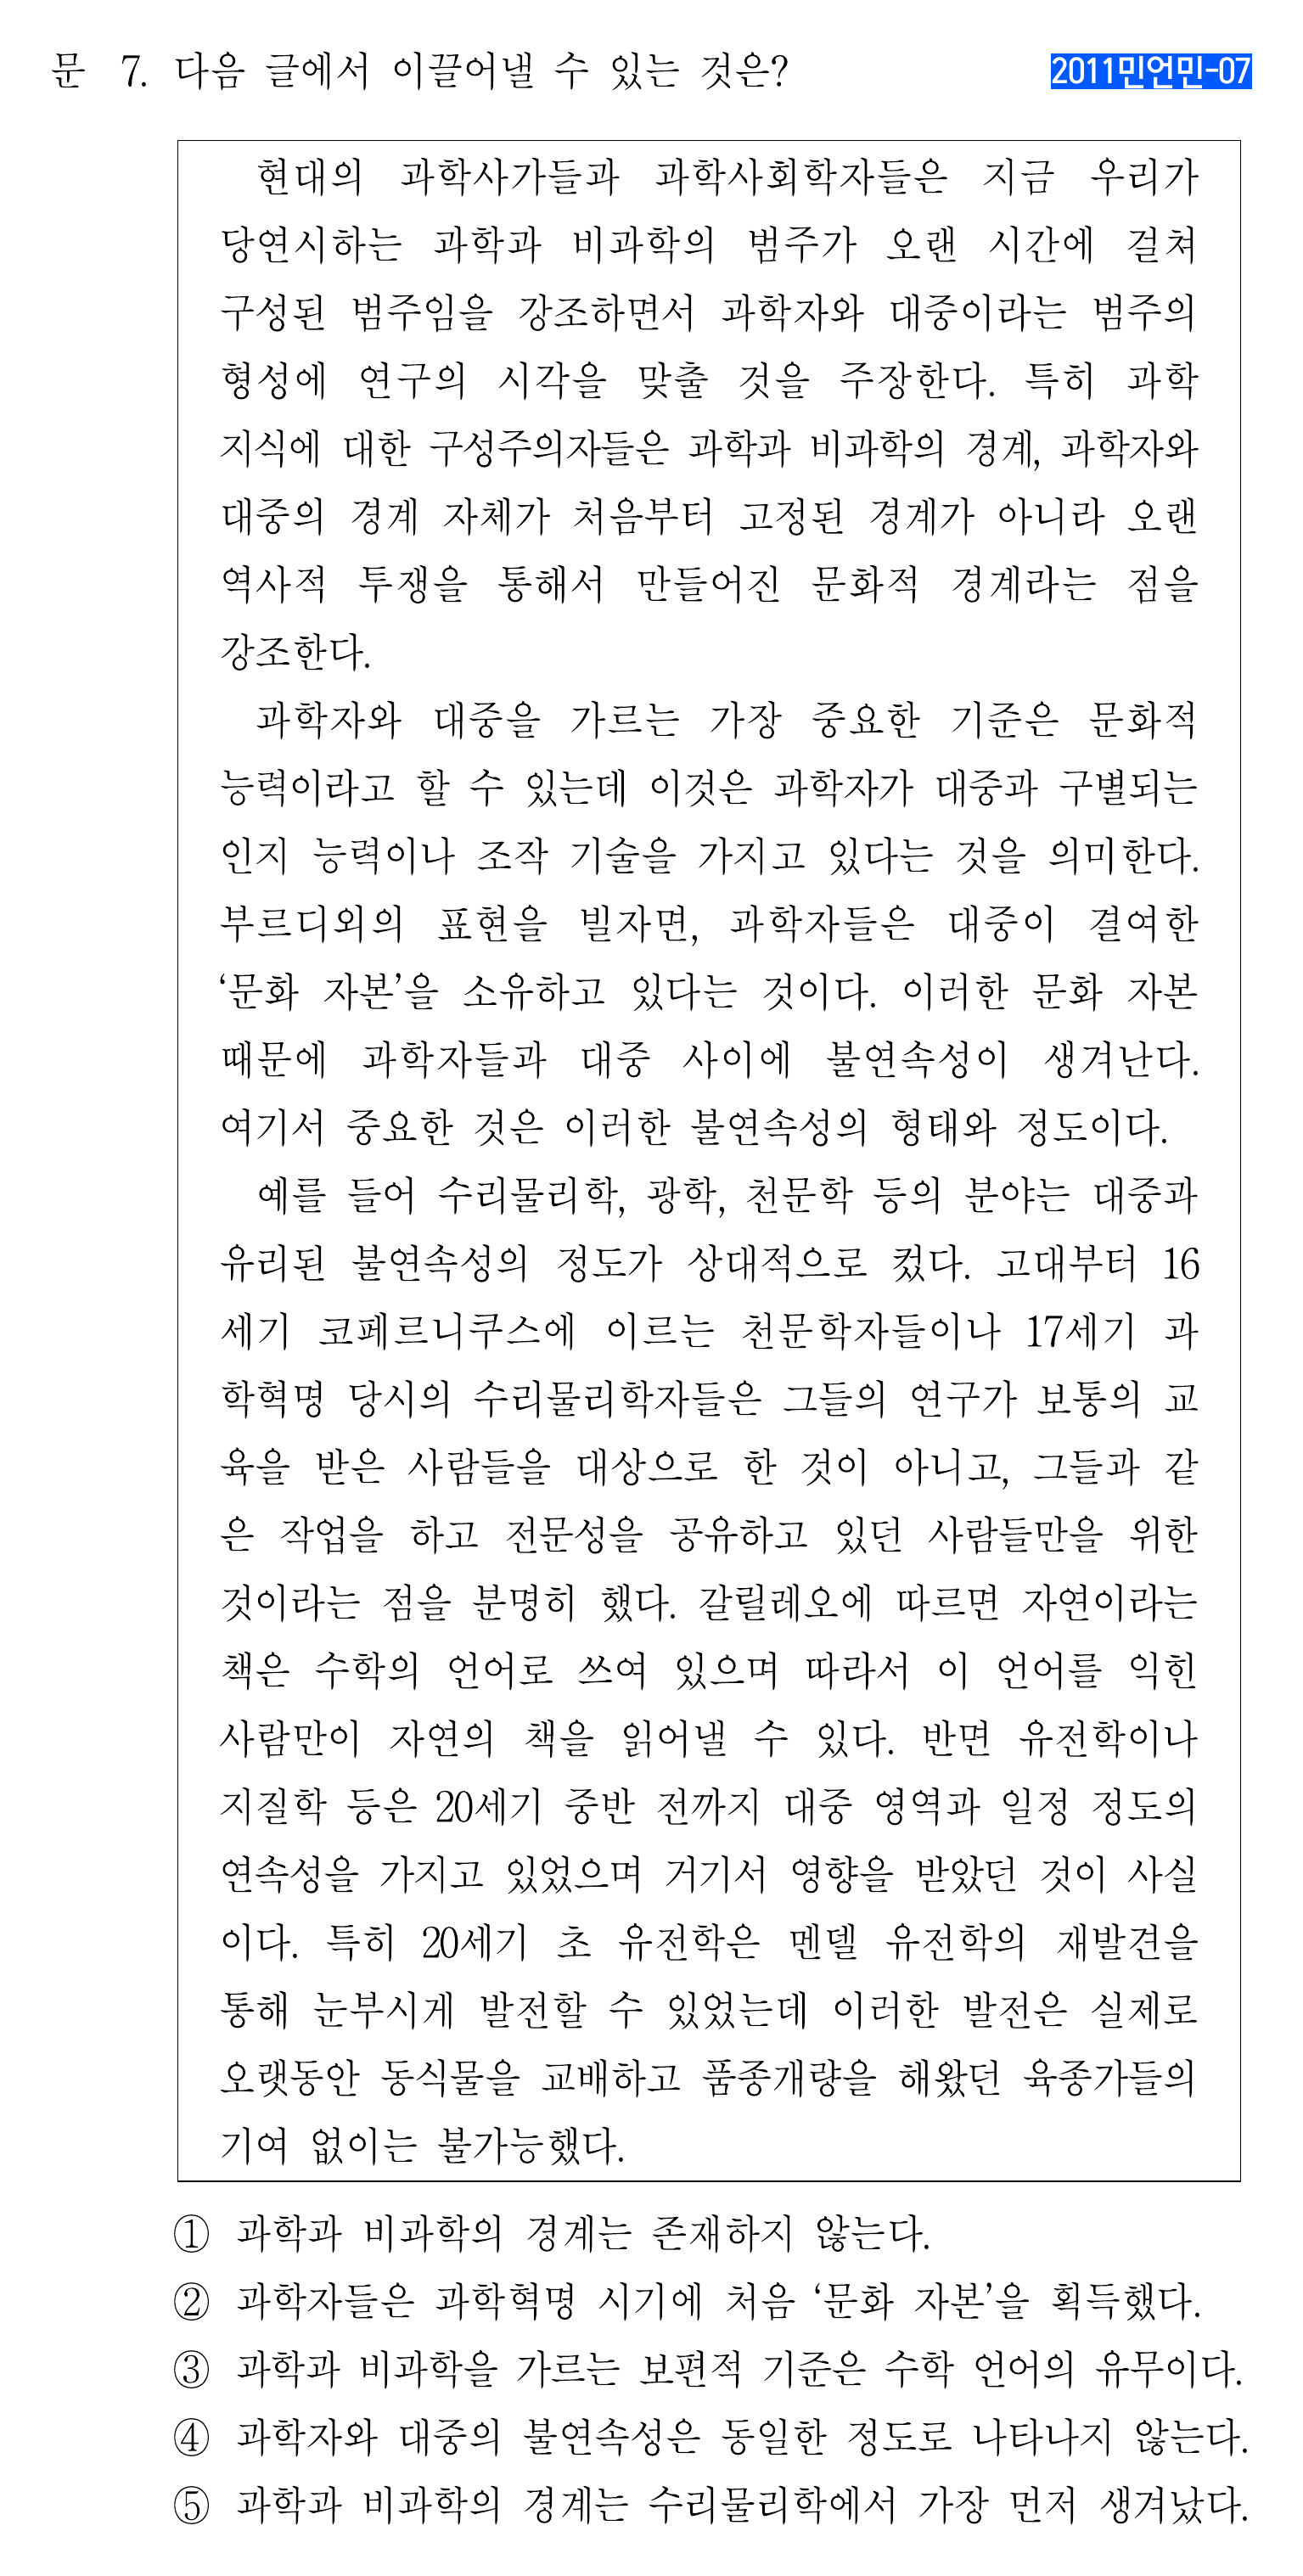 문 7. 다음 글에서 이끌어낼 수 있는 것은?
2011민언민-07
현대의 과학사가들과 과학사회학자들은 지금 우리가
당연시하는 과학과 비과학의 범주가 오랜 시간에 걸쳐
구성된 범주임을 강조하면서 과학자와 대중이라는 범주의
형성에 연구의 시각을 맞출 것을 주장한다. 특히 과학
지식에 대한 구성주의자들은 과학과 비과학의 경계, 과학자와
대중의 경계 자체가 처음부터 고정된 경계가 아니라 오랜
역사적 투쟁을 통해서 만들어진 문화적 경계라는 점을
강조한다.
과학자와 대중을 가르는 가장 중요한 기준은 문화적
능력이라고 할 수 있는데 이것은 과학자가 대중과 구별되는
인지 능력이나 조작 기술을 가지고 있다는 것을 의미한다.
부르디외의 표현을 빌자면, 과학자들은 대중이 결여한
‘문화 자본’을 소유하고 있다는 것이다. 이러한 문화 자본
때문에 과학자들과 대중 사이에 불연속성이 생겨난다.
여기서 중요한 것은 이러한 불연속성의 형태와 정도이다.
예를 들어 수리물리학, 광학, 천문학 등의 분야는 대중과
유리된 불연속성의 정도가 상대적으로 컸다. 고대부터 16
세기 코페르니쿠스에 이르는 천문학자들이나 17세기 과
학혁명 당시의 수리물리학자들은 그들의 연구가 보통의 교
육을 받은 사람들을 대상으로 한 것이 아니고, 그들과 같
은 작업을 하고 전문성을 공유하고 있던 사람들만을 위한
것이라는 점을 분명히 했다. 갈릴레오에 따르면 자연이라는
책은 수학의 언어로 쓰여 있으며 따라서 이 언어를 익힌
사람만이 자연의 책을 읽어낼 수 있다. 반면 유전학이나
지질학 등은 20세기 중반 전까지 대중 영역과 일정 정도의
연속성을 가지고 있었으며 거기서 영향을 받았던 것이 사실
이다. 특히 20세기 초 유전학은 멘델 유전학의 재발견을
통해 눈부시게 발전할 수 있었는데 이러한 발전은 실제로
오랫동안 동식물을 교배하고 품종개량을 해왔던 육종가들의
기여 없이는 불가능했다.
① 과학과 비과학의 경계는 존재하지 않는다.
② 과학자들은 과학혁명 시기에 처음 ‘문화 자본’을 획득했다.
③ 과학과 비과학을 가르는 보편적 기준은 수학 언어의 유무이다.
④ 과학자와 대중의 불연속성은 동일한 정도로 나타나지 않는다.
⑤ 과학과 비과학의 경계는 수리물리학에서 가장 먼저 생겨났다.